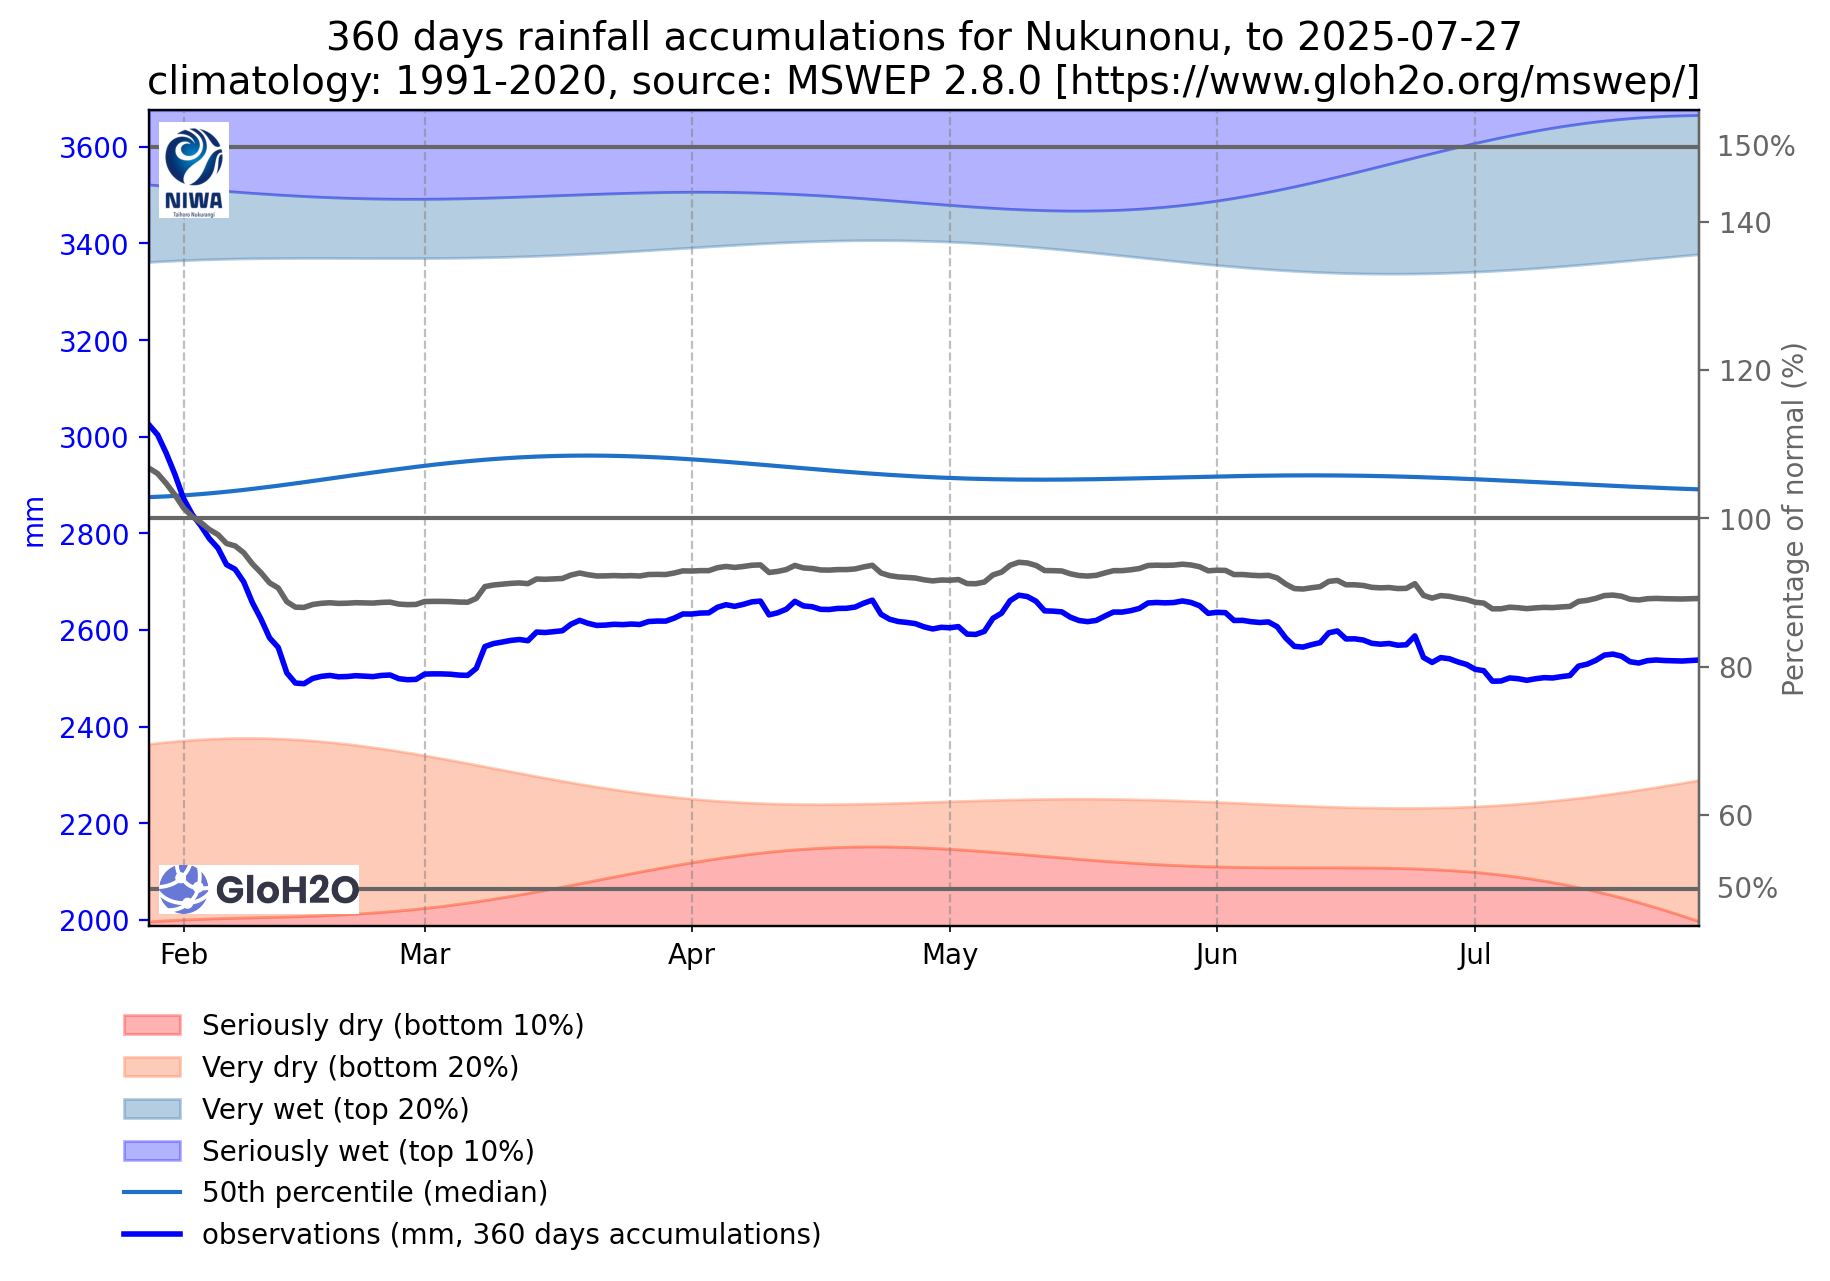 360 days rainfall accumulations for Nukunonu, to 2025-07-27
climatology: 1991-2020, source: MSWEP 2.8.0 [https://www.gloh2o.org/mswep/]
NIWA
Taihoro Nukurangi
3600
3400
3200
3000
2800
2600
2400
2200
2000
mm
150%
140
120
100
80
60
50%
Percentage of normal (%)
GloH2O
Feb Mar Apr May Jun Jul
Seriously dry (bottom 10%)
Very dry (bottom 20%)
Very wet (top 20%)
Seriously wet (top 10%)
50th percentile (median)
observations (mm, 360 days accumulations)